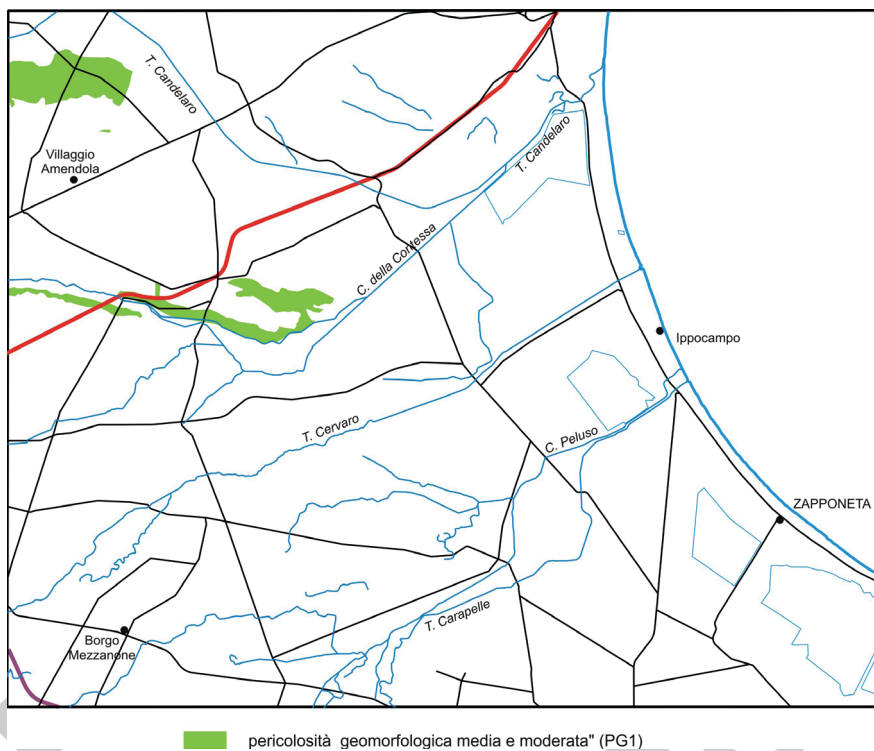 T. Candelaro
Villaggio
Amendola
T. Candelaro
C. della Contessa
Ippocampo
T. Cervaro
C. Peluso
ZAPPONETA
T. Carapelle
Borgo
Mezzanone
pericolosità geomorfologica media e moderata" (PG1)